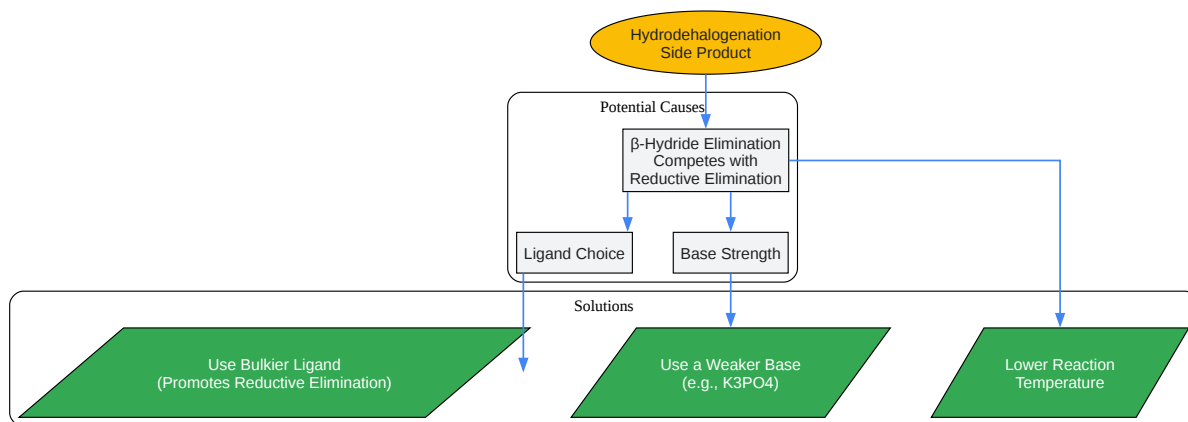 Hydrodehalogenation
Side Product
Potential Causes
β-Hydride Elimination
Competes with
Reductive Elimination
Ligand Choice
Base Strength
Solutions
Use Bulkier Ligand
(Promotes Reductive Elimination)
Use a Weaker Base
(e.g., K3PO4)
Lower Reaction
Temperature